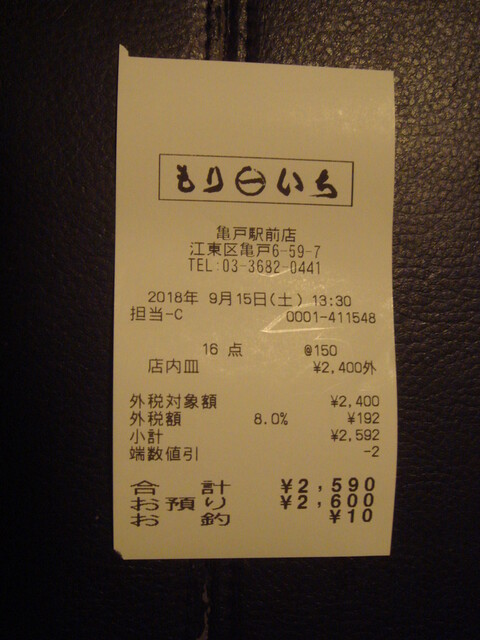 もり一いち
亀戸駅前店
江東区亀戸6-59-7
TEL:03-3682-0441
2018年 9月15日(土) 13:30
担当-C 0001-411548
16 点 @150
店内皿 ¥2,400外
外税対象額 ¥2,400
外税額 8.0% ¥192
小計 ¥2,592
端数値引 -2
合 計 ¥2,590
お預り ¥2,600
お 釣 ¥10